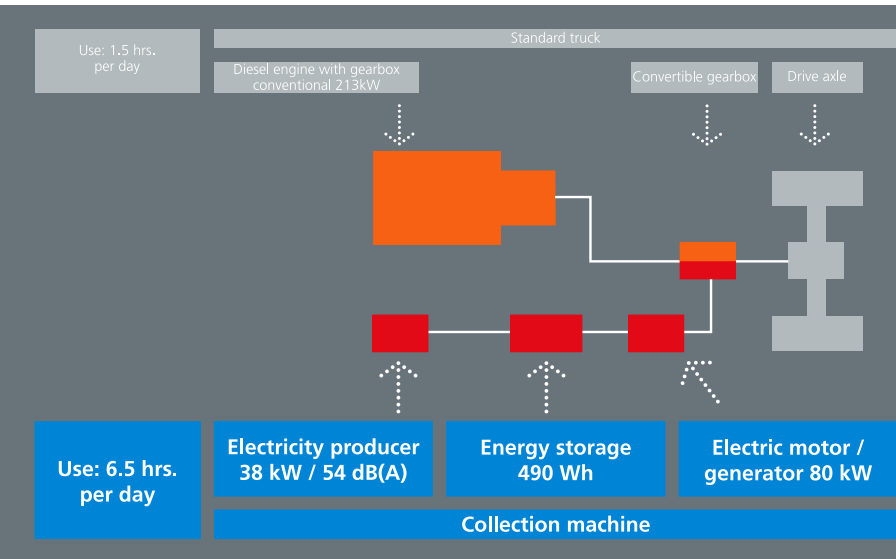 Use: 1.5 hrs.
per day
Standard truck
Diesel engine with gearbox
conventional 213kW
Convertible gearbox
Drive axle
Use: 6.5 hrs.
per day
Electricity producer
38 kW / 54 dB(A)
Energy storage
490 Wh
Electric motor /
generator 80 kW
Collection machine